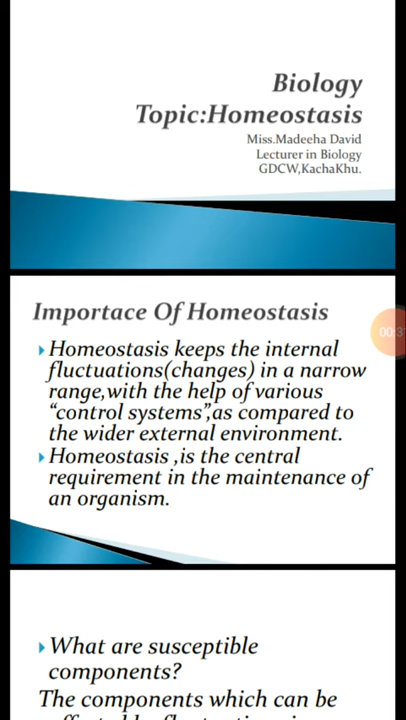 Biology
Topic:Homeostasis
Miss.Madeeha David
Lecturer in Biology
GDCW,KachaKhu.
Importace Of Homeostasis
Homeostasis keeps the internal
fluctuations(changes) in a narrow
range,with the help of various
“control systems”,as compared to
the wider external environment.
Homeostasis ,is the central
requirement in the maintenance of
an organism.
What are susceptible
components?
The components which can be